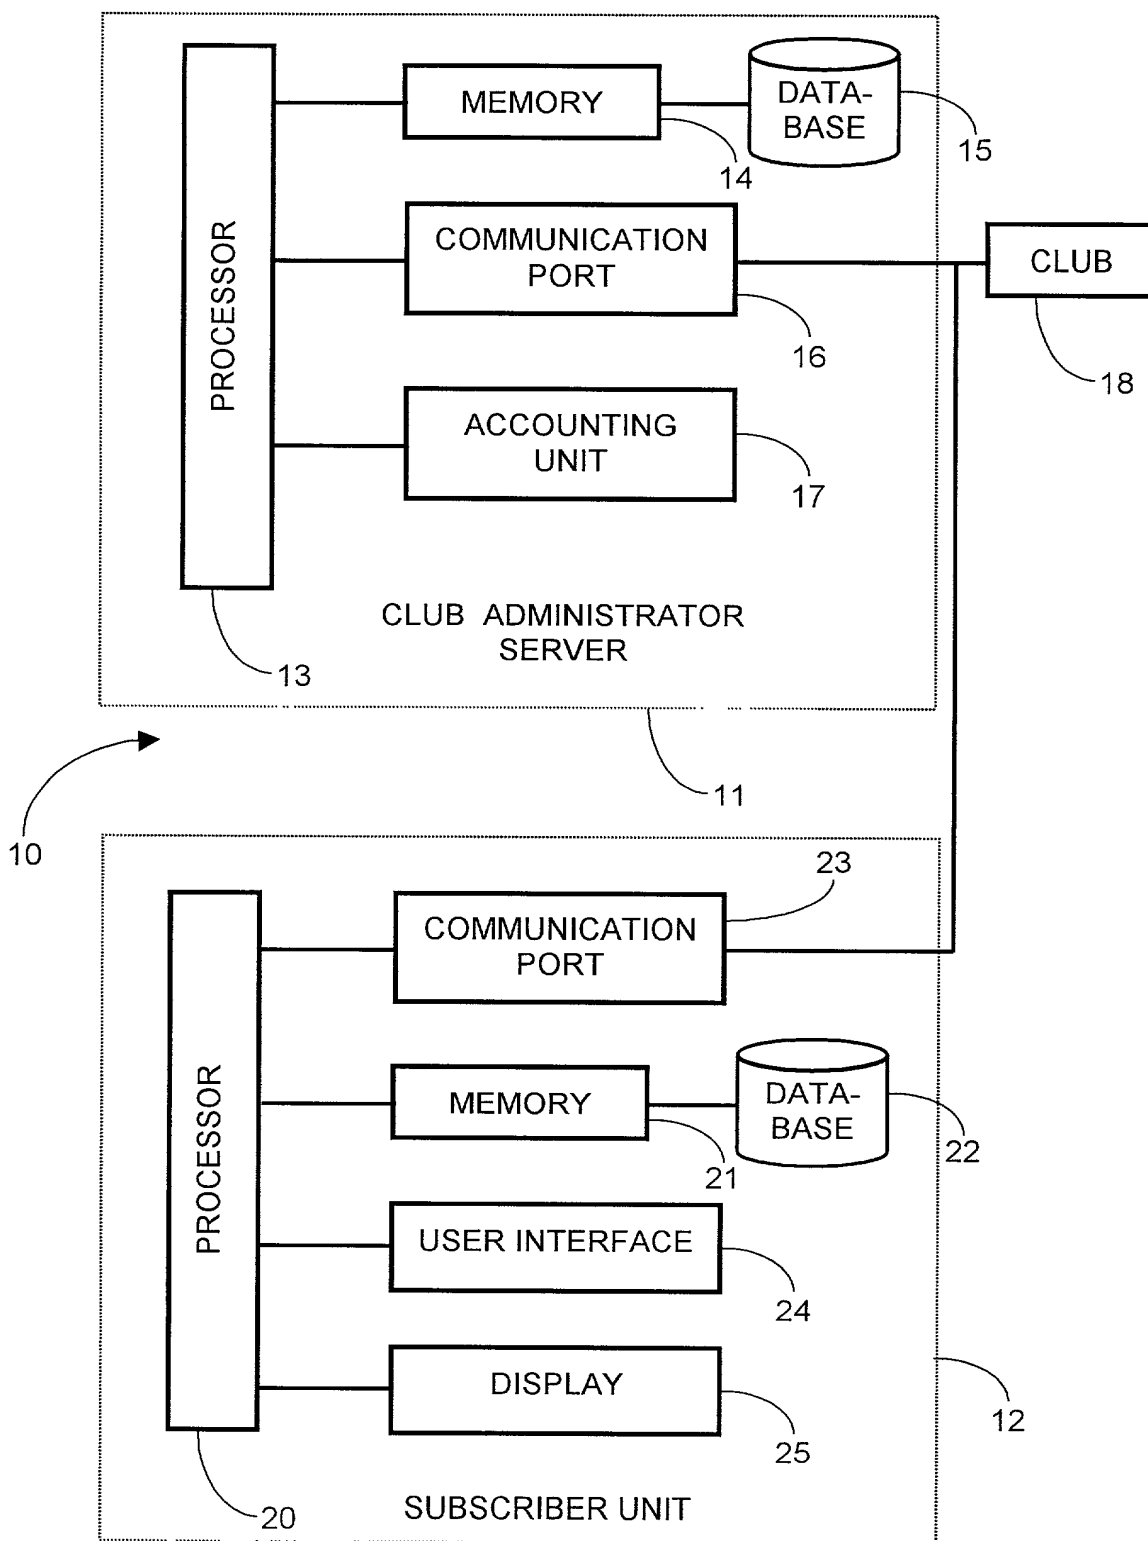 MEMORY
DATA-
BASE
15
14
PROCESSOR
COMMUNICATION
PORT
CLUB
16
18
ACCOUNTING
UNIT
17
CLUB ADMINISTRATOR
SERVER
13
11
10
23
COMMUNICATION
PORT
PROCESSOR
MEMORY
DATA-
BASE
22
21
USER INTERFACE
24
DISPLAY
12
25
SUBSCRIBER UNIT
20